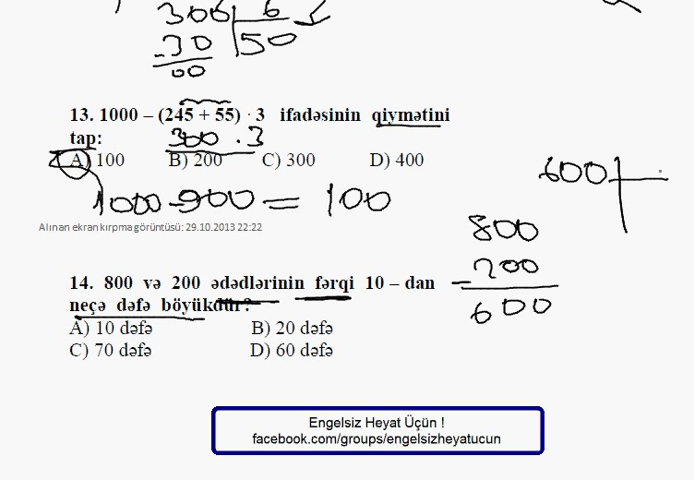 300 6
-30 50
00
13. 1000 – (245 + 55) · 3 ifadəsinin qiymətini
tap:
300 . 3
A) 100 B) 200 C) 300 D) 400
1000-900 = 100
Alınan ekran kırpma görüntüsü: 29.10.2013 22:22
600
800
- 200
600
14. 800 və 200 ədədlərinin fərqi 10 – dan
neçə dəfə böyükdür?
A) 10 dəfə B) 20 dəfə
C) 70 dəfə D) 60 dəfə
Engelsiz Heyat Üçün !
facebook.com/groups/engelsizheyatucun